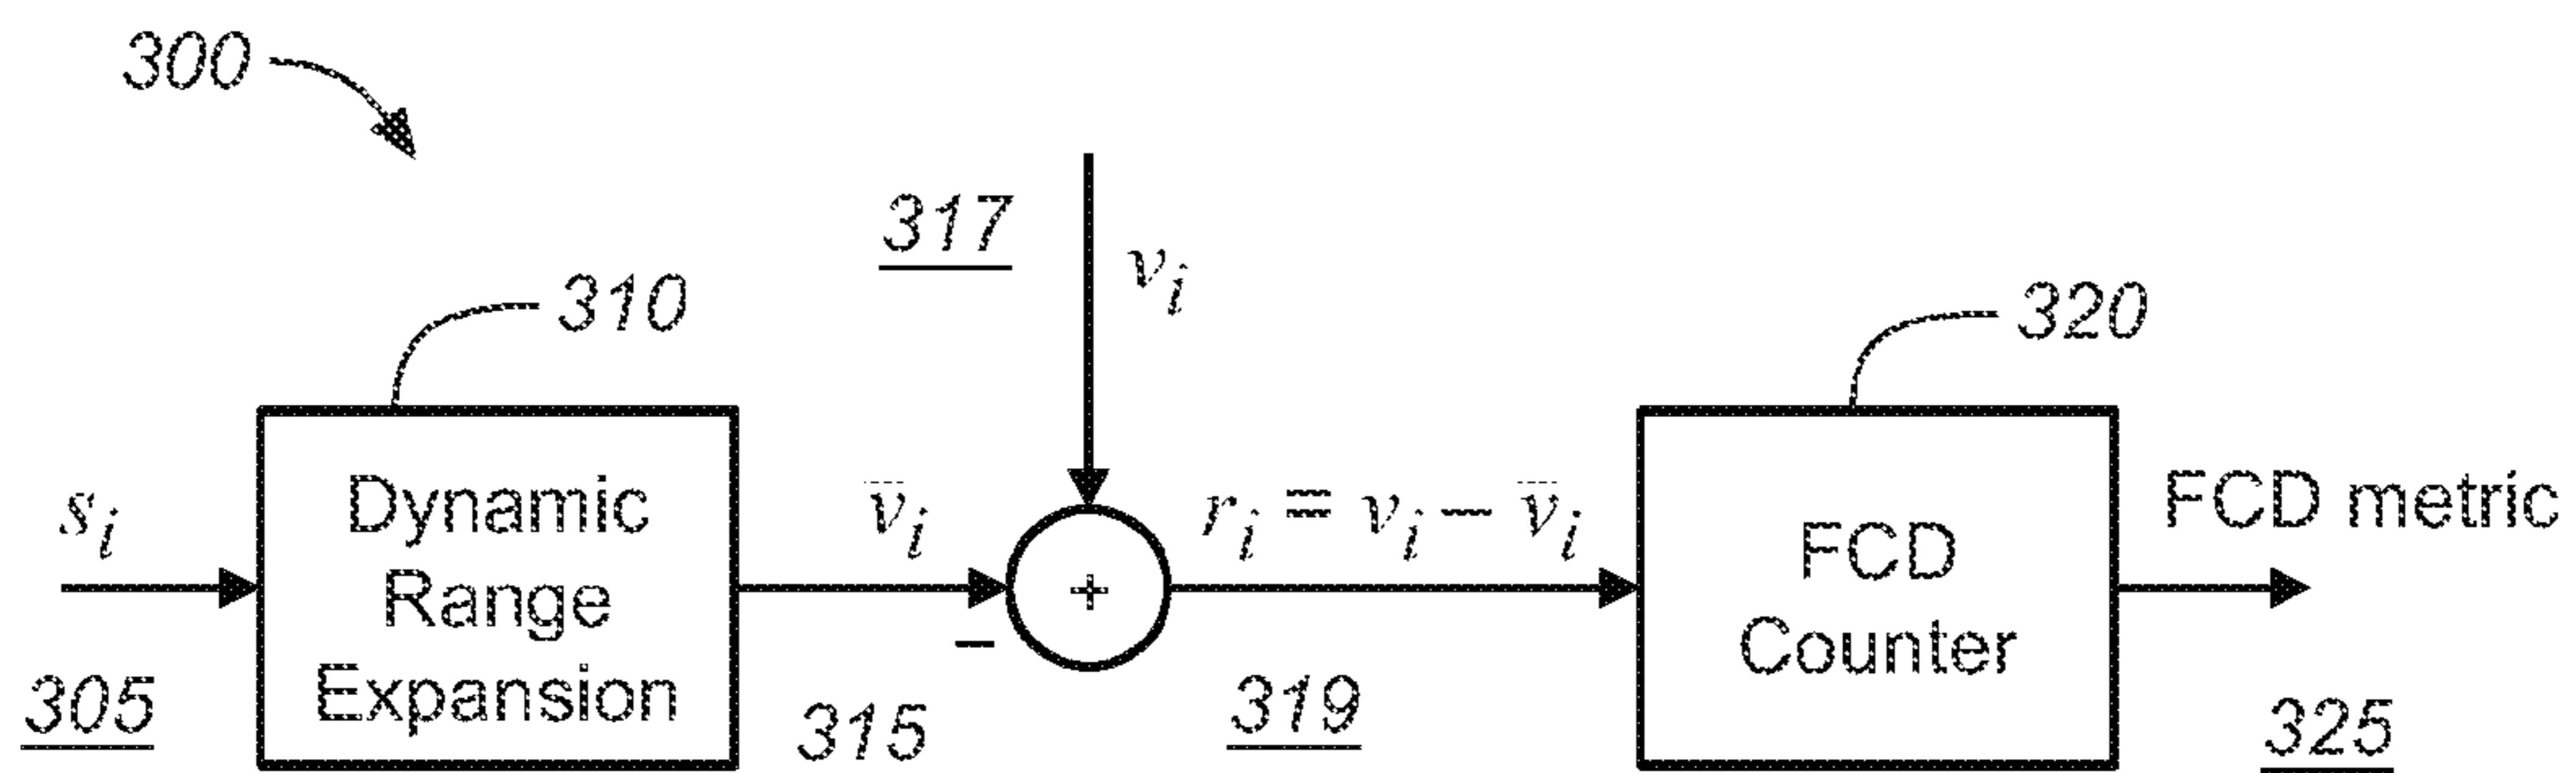 300
317
v_i
310
320
s_i
Dynamic
Range
Expansion
v̄_i
+
−
r_i = v_i − v̄_i
FCD
Counter
FCD metric
305
315
319
325